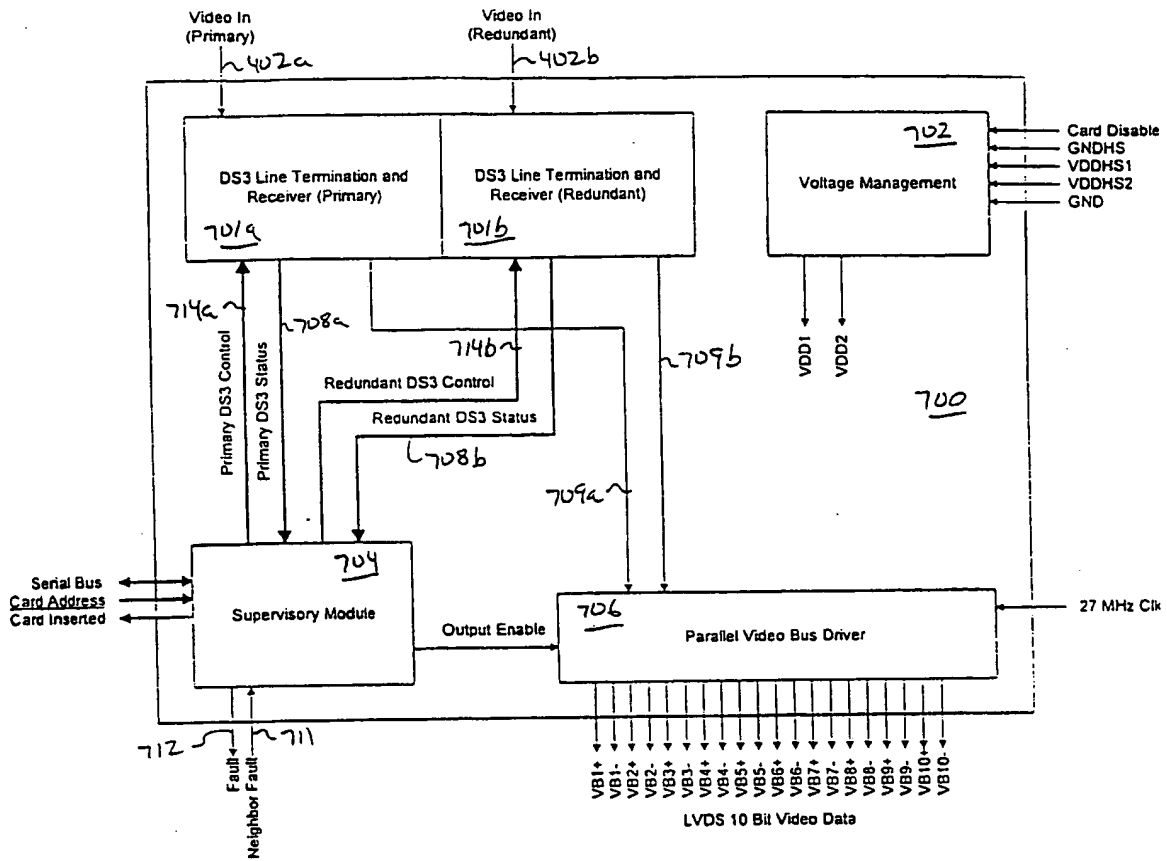 Video In
(Primary)
Video In
(Redundant)
402a
402b
DS3 Line Termination and
Receiver (Primary)
701a
DS3 Line Termination and
Receiver (Redundant)
701b
702
Voltage Management
Card Disable
GNDHS
VDDHS1
VDDHS2
GND
VDD1
VDD2
700
714a
708a
714b
709b
Primary DS3 Control
Primary DS3 Status
Redundant DS3 Control
Redundant DS3 Status
708b
709a
704
Supervisory Module
Serial Bus
Card Address
Card Inserted
Output Enable
706
Parallel Video Bus Driver
27 MHz Clk
712
711
Fault
Neighbor Fault
VB1+
VB1-
VB2+
VB2-
VB3+
VB3-
VB4+
VB4-
VB5+
VB5-
VB6+
VB6-
VB7+
VB7-
VB8+
VB8-
VB9+
VB9-
VB10+
VB10-
LVDS 10 Bit Video Data